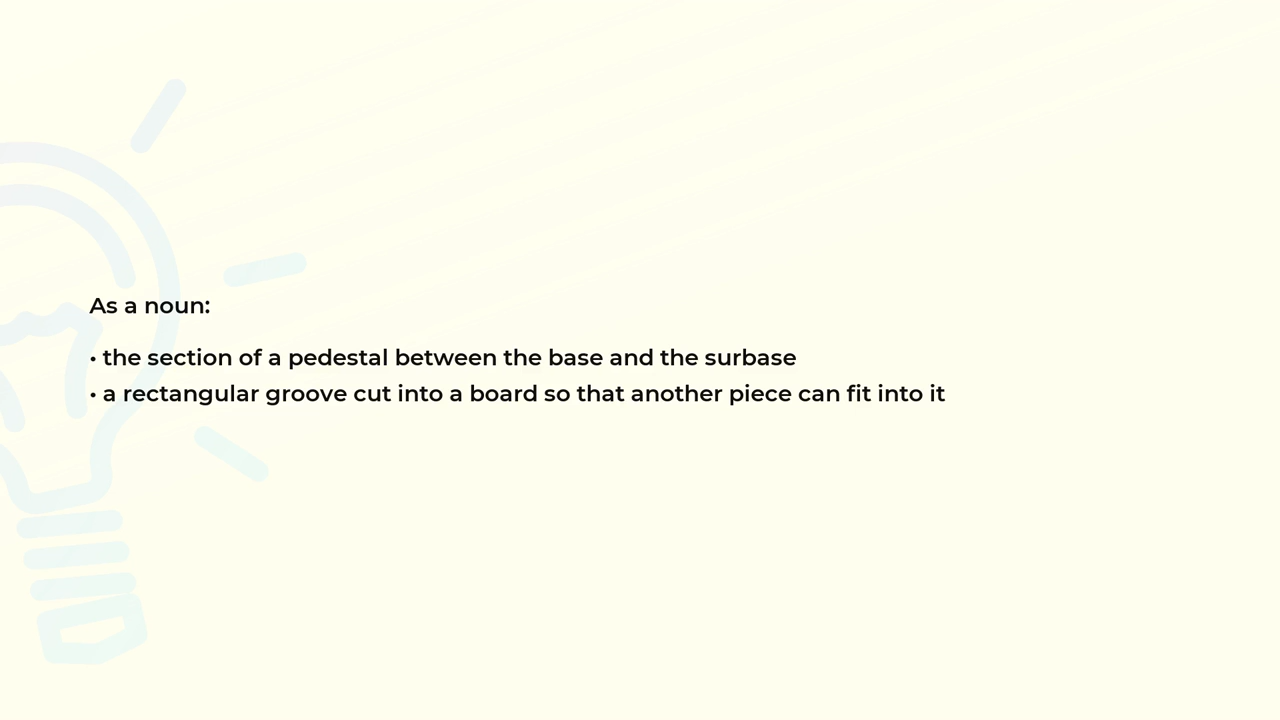 As a noun:
• the section of a pedestal between the base and the surbase
• a rectangular groove cut into a board so that another piece can fit into it